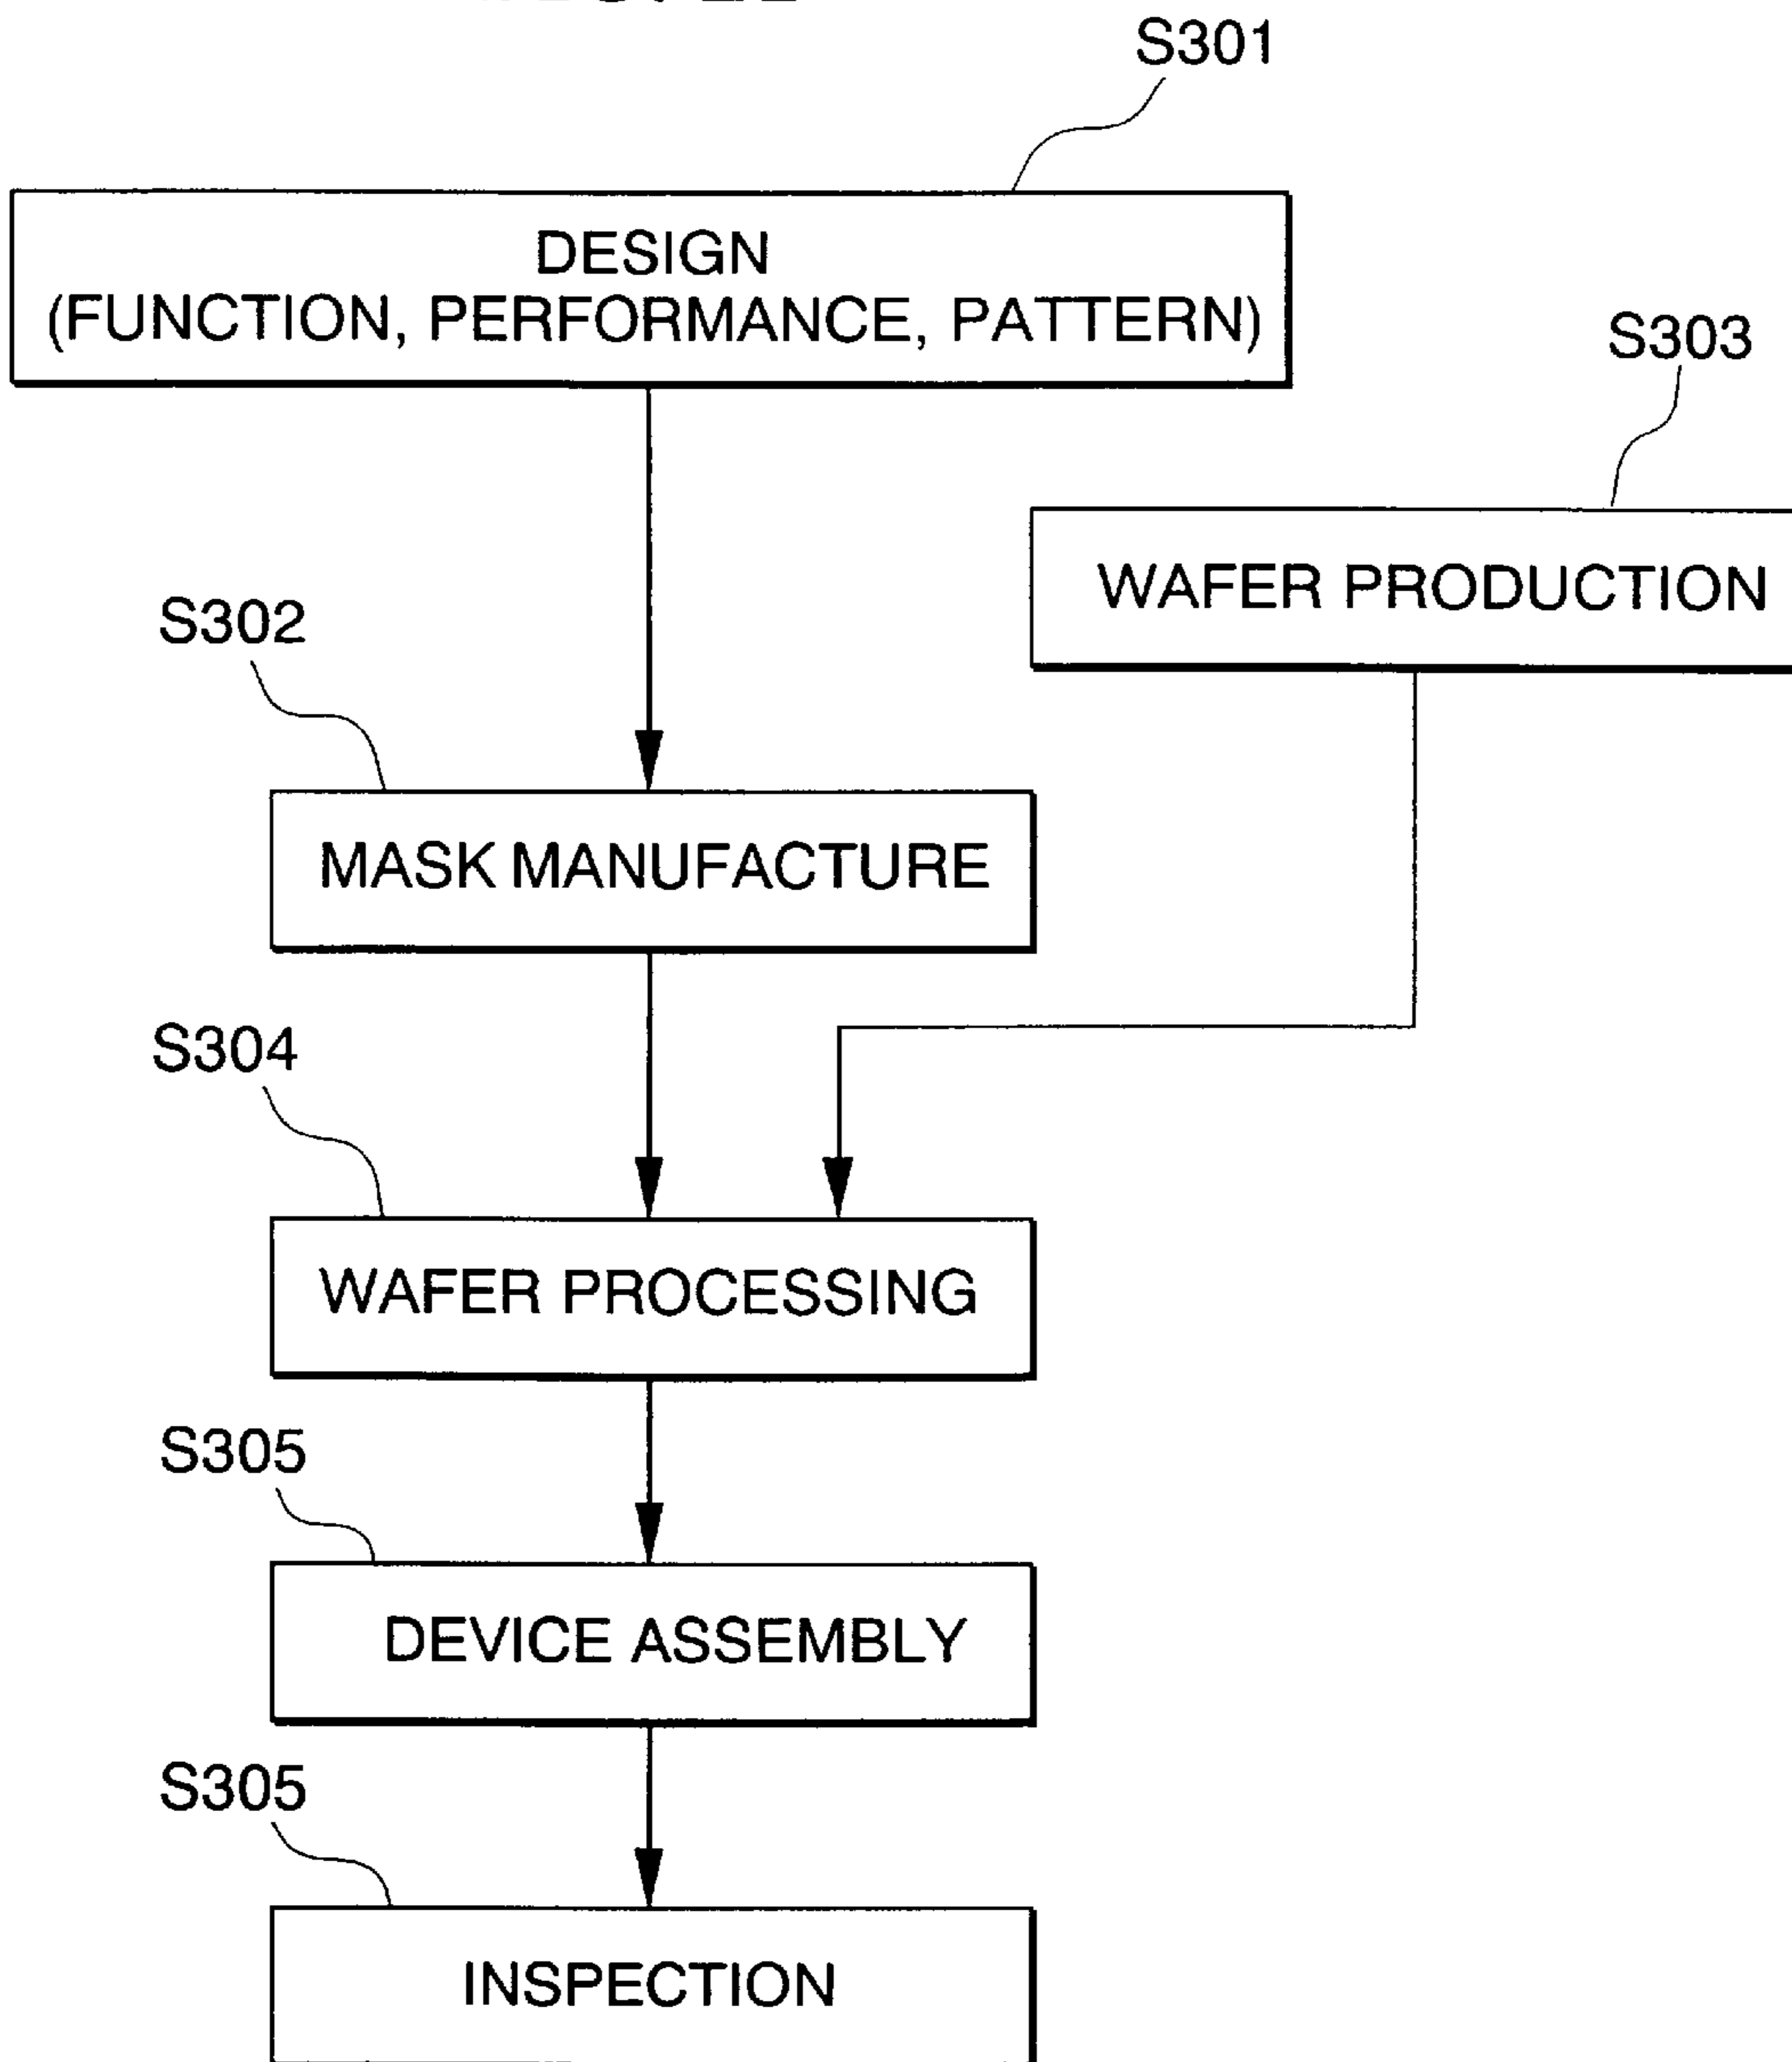 S301
DESIGN
(FUNCTION, PERFORMANCE, PATTERN)
S303
WAFER PRODUCTION
S302
MASK MANUFACTURE
S304
WAFER PROCESSING
S305
DEVICE ASSEMBLY
S305
INSPECTION